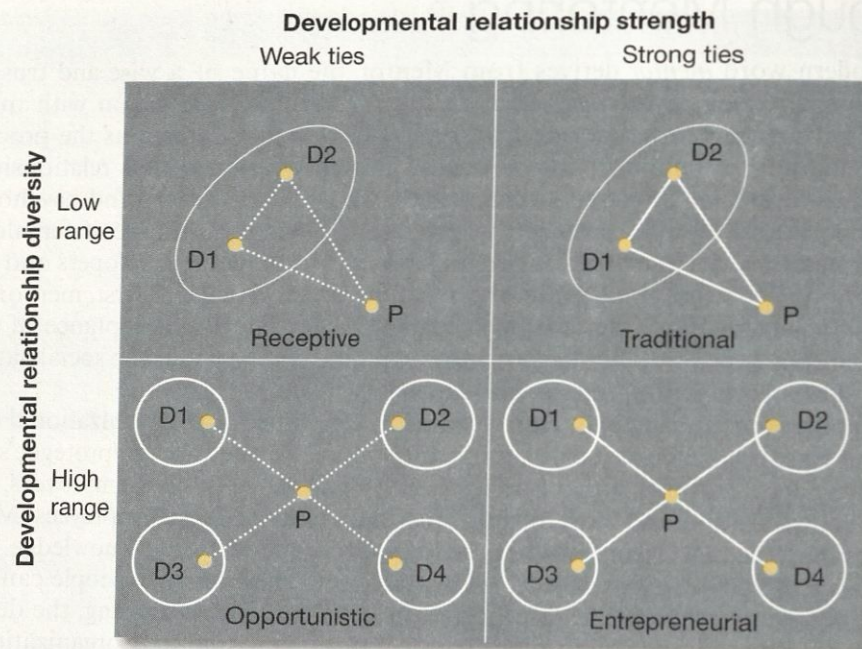 Developmental relationship strength
Weak ties
Strong ties
Developmental relationship diversity
Low
range
D2
D1
P
Receptive
D2
D1
P
Traditional
High
range
D1
D2
P
D3
D4
Opportunistic
D1
D2
P
D3
D4
Entrepreneurial